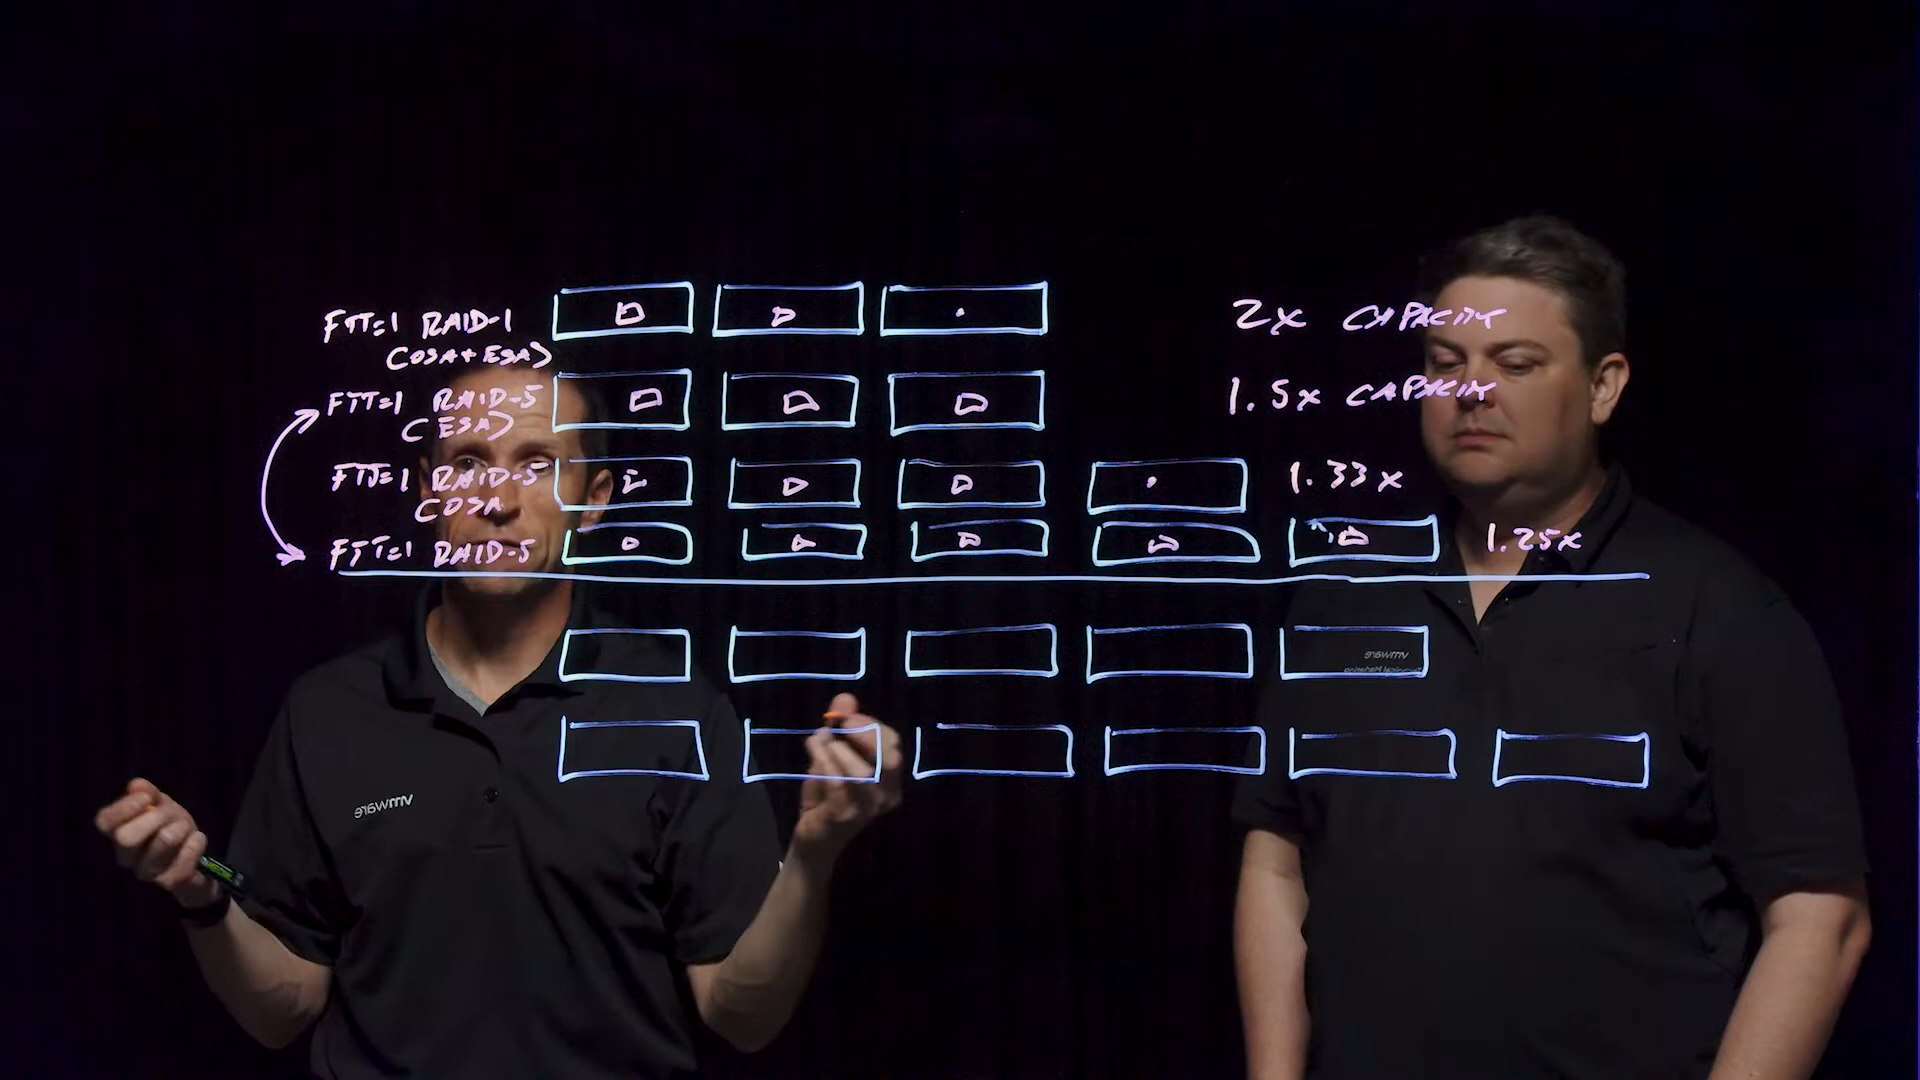 FTT=1 RAID-1 2x CAPACITY
(OSA+ESA)
FTT=1 RAID-5 1.5x CAPACITY
(ESA)
FTT=1 RAID-5 1.33x
OSA
FTT=1 RAID-5 1.25x
vmware
vmware